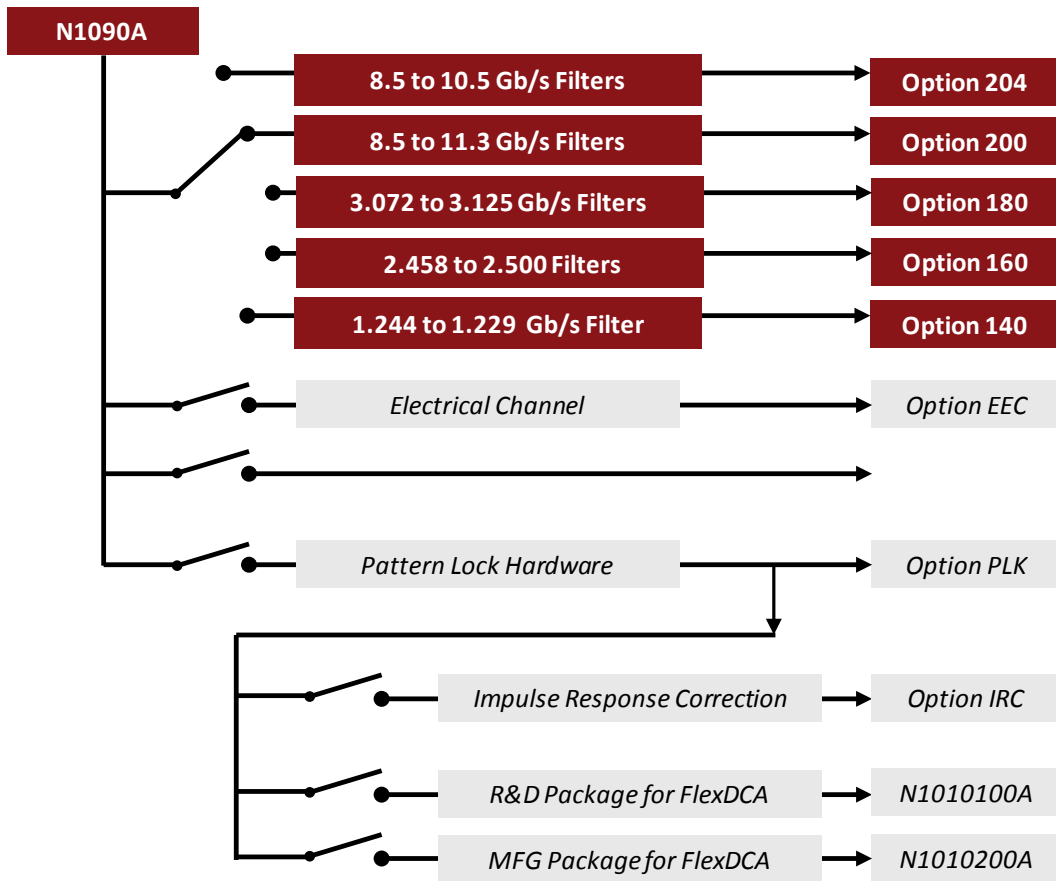 N1090A
8.5 to 10.5 Gb/s Filters
Option 204
8.5 to 11.3 Gb/s Filters
Option 200
3.072 to 3.125 Gb/s Filters
Option 180
2.458 to 2.500 Filters
Option 160
1.244 to 1.229 Gb/s Filter
Option 140
Electrical Channel
Option EEC
Pattern Lock Hardware
Option PLK
Impulse Response Correction
Option IRC
R&D Package for FlexDCA
N1010100A
MFG Package for FlexDCA
N1010200A